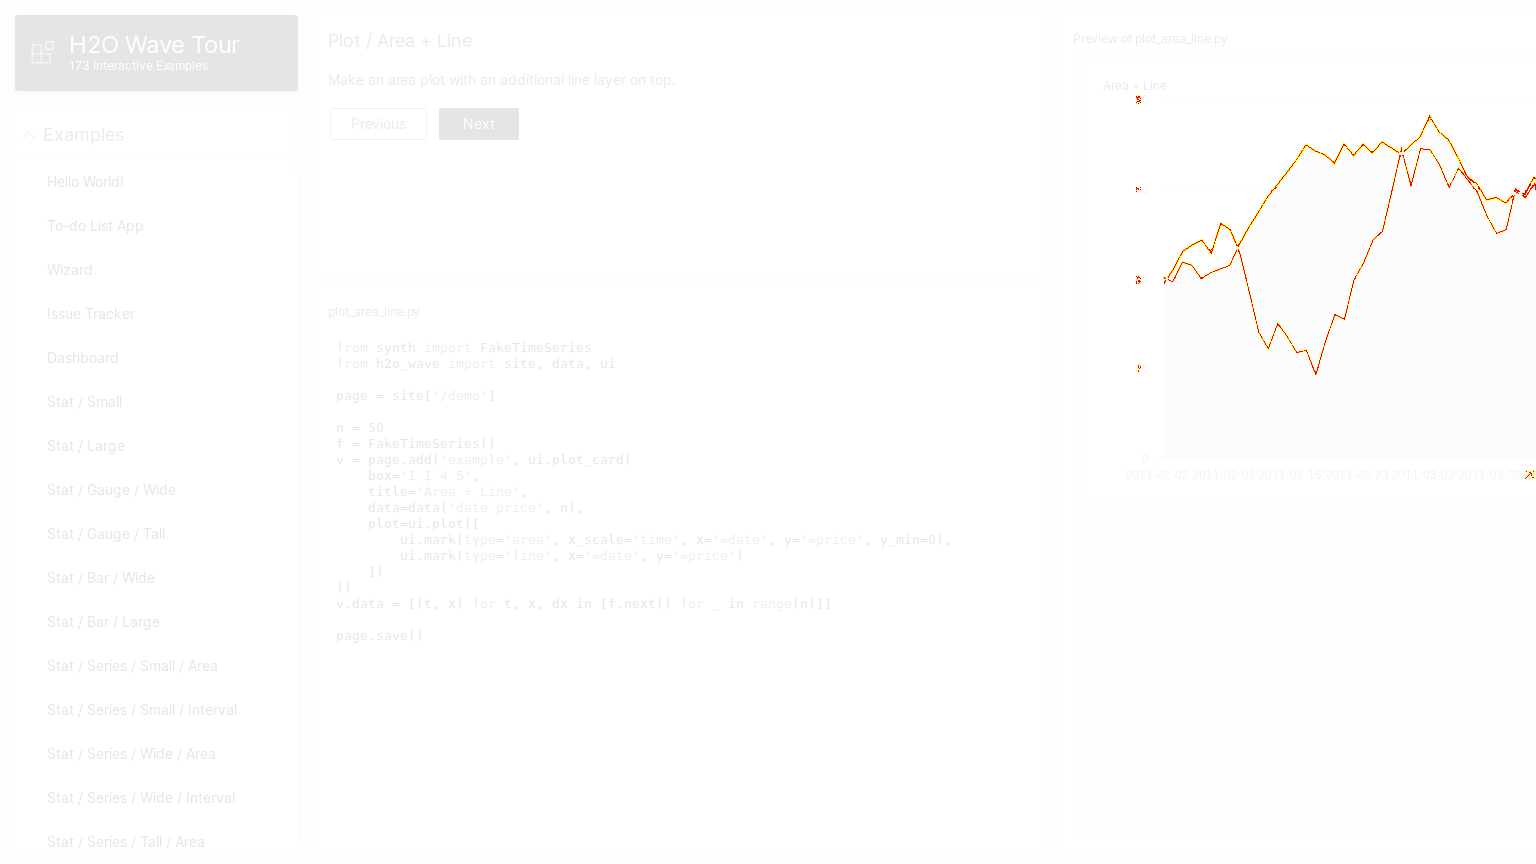 H2O Wave Tour
173 Interactive Examples
Examples
Hello World!
To-do List App
Wizard
Issue Tracker
Dashboard
Stat / Small
Stat / Large
Stat / Gauge / Wide
Stat / Gauge / Tall
Stat / Bar / Wide
Stat / Bar / Large
Stat / Series / Small / Area
Stat / Series / Small / Interval
Stat / Series / Wide / Area
Stat / Series / Wide / Interval
Stat / Series / Tall / Area
Plot / Area + Line
Make an area plot with an additional line layer on top.
Previous Next
plot_area_line.py
from synth import FakeTimeSeries
from h2o_wave import site, data, ui
page = site['/demo']
n = 50
f = FakeTimeSeries()
v = page.add('example', ui.plot_card(
    box='1 1 4 5',
    title='Area + Line',
    data=data('date price', n),
    plot=ui.plot([
        ui.mark(type='area', x_scale='time', x='=date', y='=price', y_min=0),
        ui.mark(type='line', x='=date', y='=price')
    ])
))
v.data = [(t, x) for t, x, dx in [f.next() for _ in range(n)]]
page.save()
Preview of plot_area_line.py
Area + Line
0
2011-02-02 2011-02-09 2011-02-16 2011-02-23 2011-03-02 2011-03-09